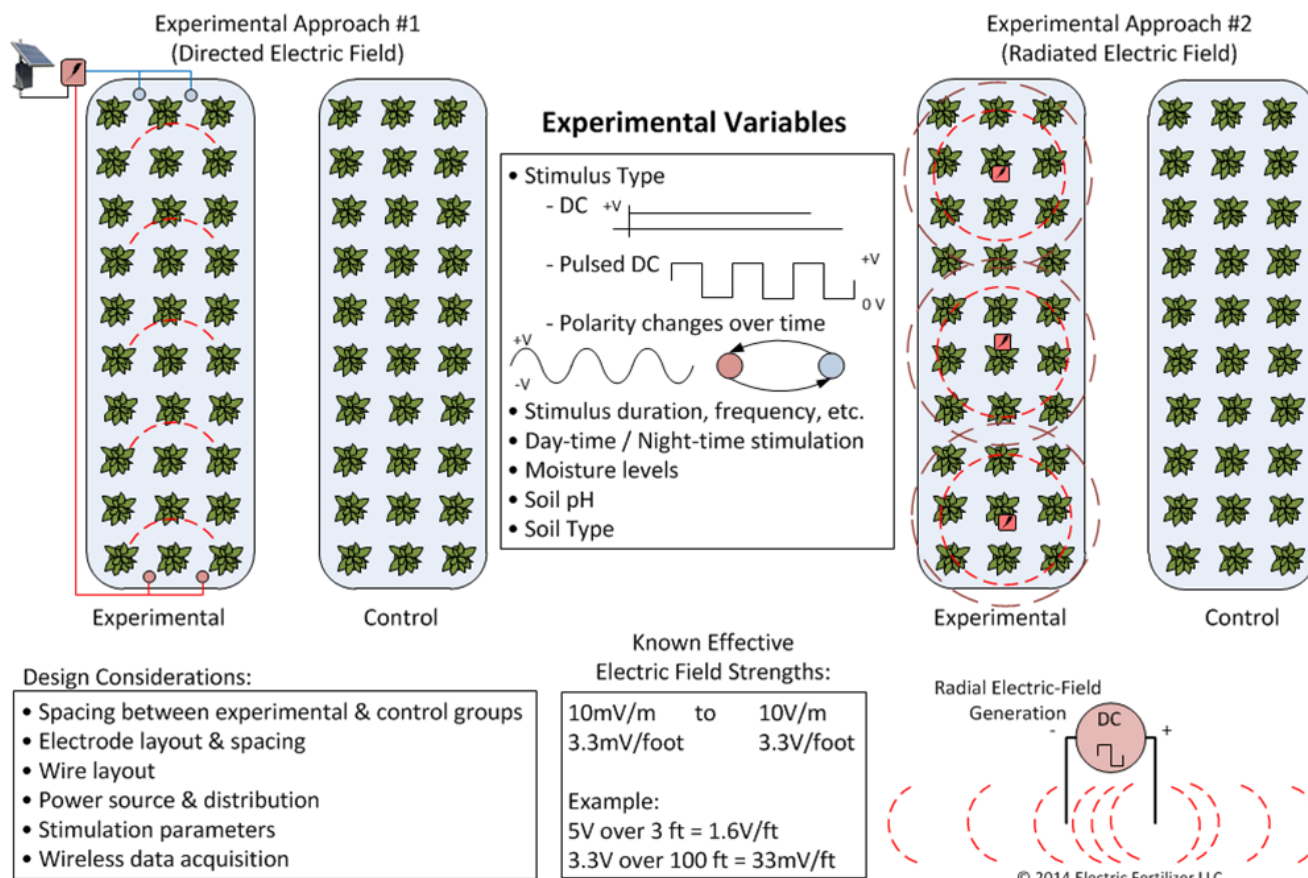 Experimental Approach #1
(Directed Electric Field)
Experimental Approach #2
(Radiated Electric Field)
Experimental Variables
• Stimulus Type
- DC
+V
- Pulsed DC
+V
0 V
- Polarity changes over time
+V
-V
• Stimulus duration, frequency, etc.
• Day-time / Night-time stimulation
• Moisture levels
• Soil pH
• Soil Type
Experimental
Control
Experimental
Control
Design Considerations:
• Spacing between experimental & control groups
• Electrode layout & spacing
• Wire layout
• Power source & distribution
• Stimulation parameters
• Wireless data acquisition
Known Effective
Electric Field Strengths:
10mV/m to 10V/m
3.3mV/foot 3.3V/foot
Example:
5V over 3 ft = 1.6V/ft
3.3V over 100 ft = 33mV/ft
Radial Electric-Field
Generation
- DC +
© 2014 Electric Fertilizer LLC